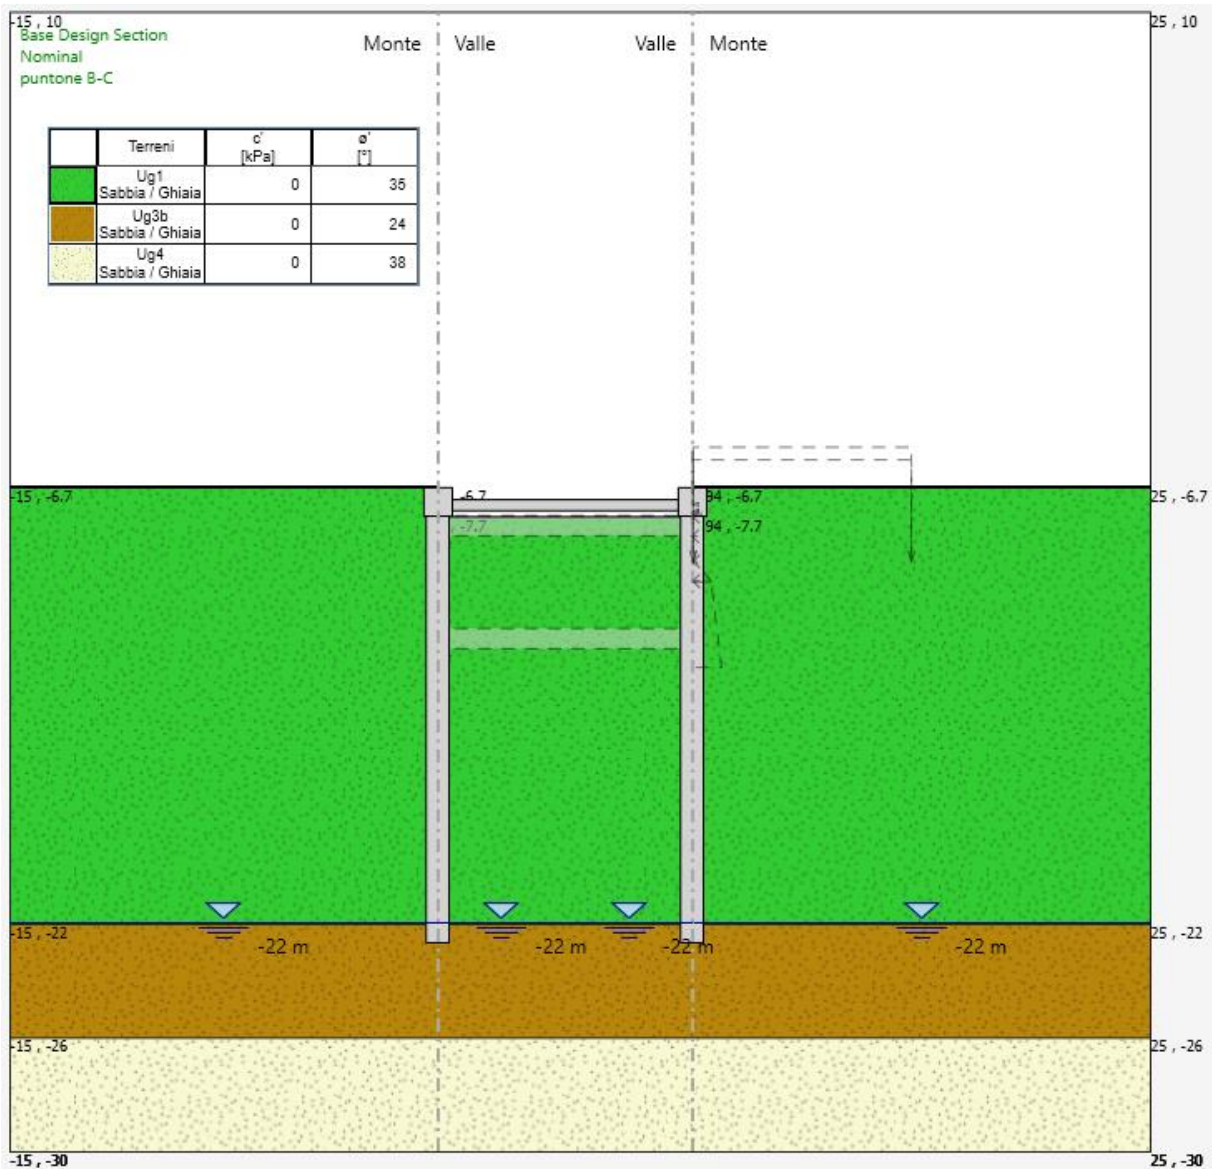 -15 , 10
25 , 10
Base Design Section
Nominal
puntone B-C
Monte
Valle
Valle
Monte
Terreni
c'
[kPa]
ø'
[°]
Ug1
Sabbia / Ghiaia
0
35
Ug3b
Sabbia / Ghiaia
0
24
Ug4
Sabbia / Ghiaia
0
38
-15 , -6.7
-6.7
94 , -6.7
25 , -6.7
-7.7
94 , -7.7
-15 , -22
-22 m
-22 m
-22 m
-22 m
25 , -22
-15 , -26
25 , -26
-15 , -30
25 , -30